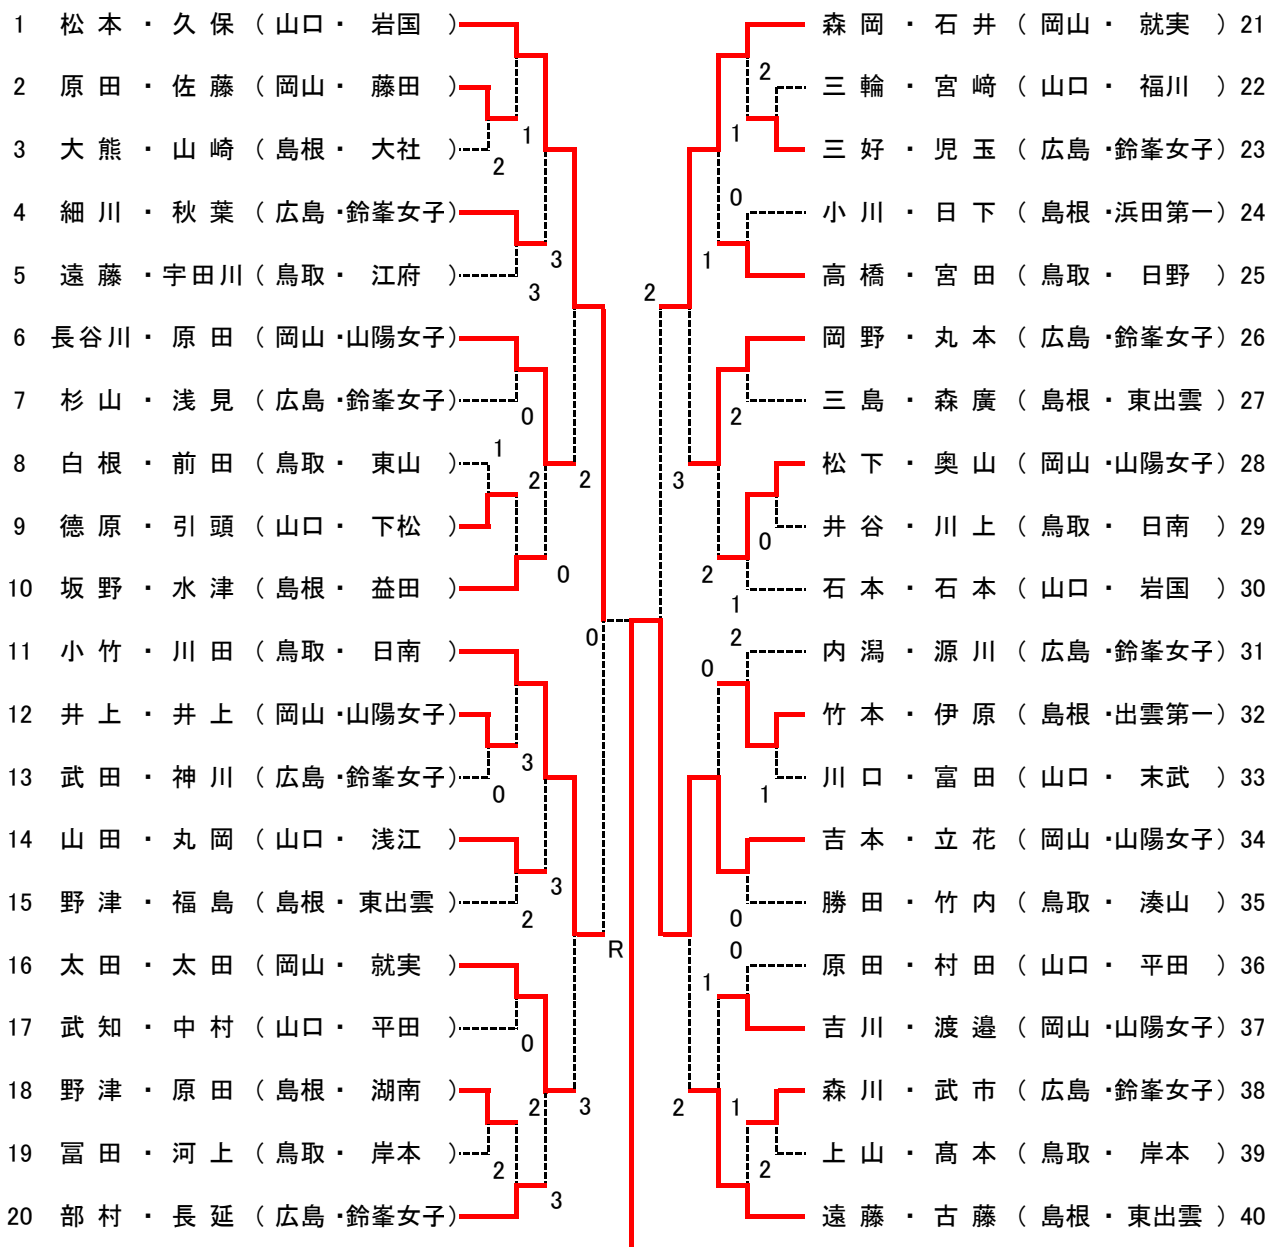 1 松本・久保(山口・岩国)
2 原田・佐藤(岡山・藤田)
3 大熊・山崎(島根・大社)
4 細川・秋葉(広島・鈴峯女子)
5 遠藤・宇田川(鳥取・江府)
6 長谷川・原田(岡山・山陽女子)
7 杉山・浅見(広島・鈴峯女子)
8 白根・前田(鳥取・東山)
9 德原・引頭(山口・下松)
10 坂野・水津(島根・益田)
11 小竹・川田(鳥取・日南)
12 井上・井上(岡山・山陽女子)
13 武田・神川(広島・鈴峯女子)
14 山田・丸岡(山口・浅江)
15 野津・福島(島根・東出雲)
16 太田・太田(岡山・就実)
17 武知・中村(山口・平田)
18 野津・原田(島根・湖南)
19 冨田・河上(鳥取・岸本)
20 部村・長延(広島・鈴峯女子)
1
2
3
3
0
1
2
2
0
0
3
0
3
2
R
0
2
3
2
3
2
1
0
1
2
2
3
0
2
1
2
0
1
0
0
1
2
1
2
森岡・石井(岡山・就実)21
三輪・宮﨑(山口・福川)22
三好・児玉(広島・鈴峯女子)23
小川・日下(島根・浜田第一)24
高橋・宮田(鳥取・日野)25
岡野・丸本(広島・鈴峯女子)26
三島・森廣(島根・東出雲)27
松下・奥山(岡山・山陽女子)28
井谷・川上(鳥取・日南)29
石本・石本(山口・岩国)30
内潟・源川(広島・鈴峯女子)31
竹本・伊原(島根・出雲第一)32
川口・富田(山口・末武)33
吉本・立花(岡山・山陽女子)34
勝田・竹内(鳥取・湊山)35
原田・村田(山口・平田)36
吉川・渡邉(岡山・山陽女子)37
森川・武市(広島・鈴峯女子)38
上山・髙本(鳥取・岸本)39
遠藤・古藤(島根・東出雲)40